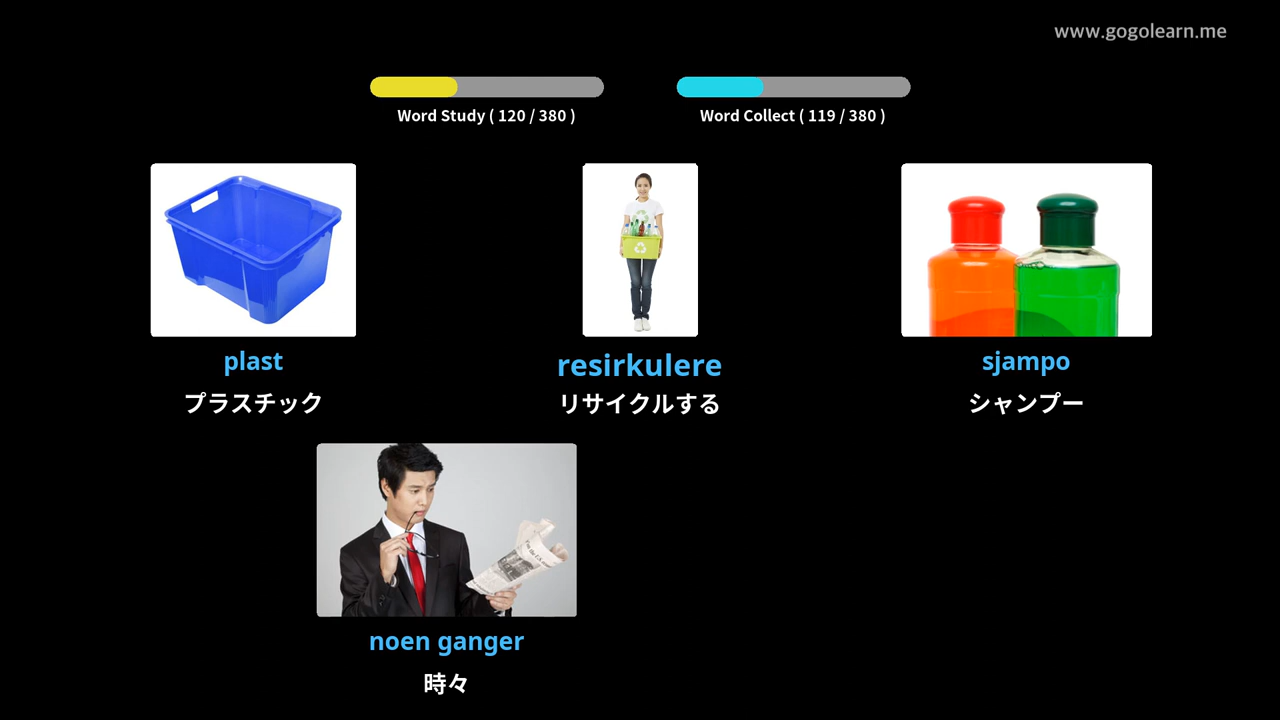 www.gogolearn.me
Word Study ( 120 / 380 )
Word Collect ( 119 / 380 )
plast
resirkulere
sjampo
プラスチック
リサイクルする
シャンプー
noen ganger
時々